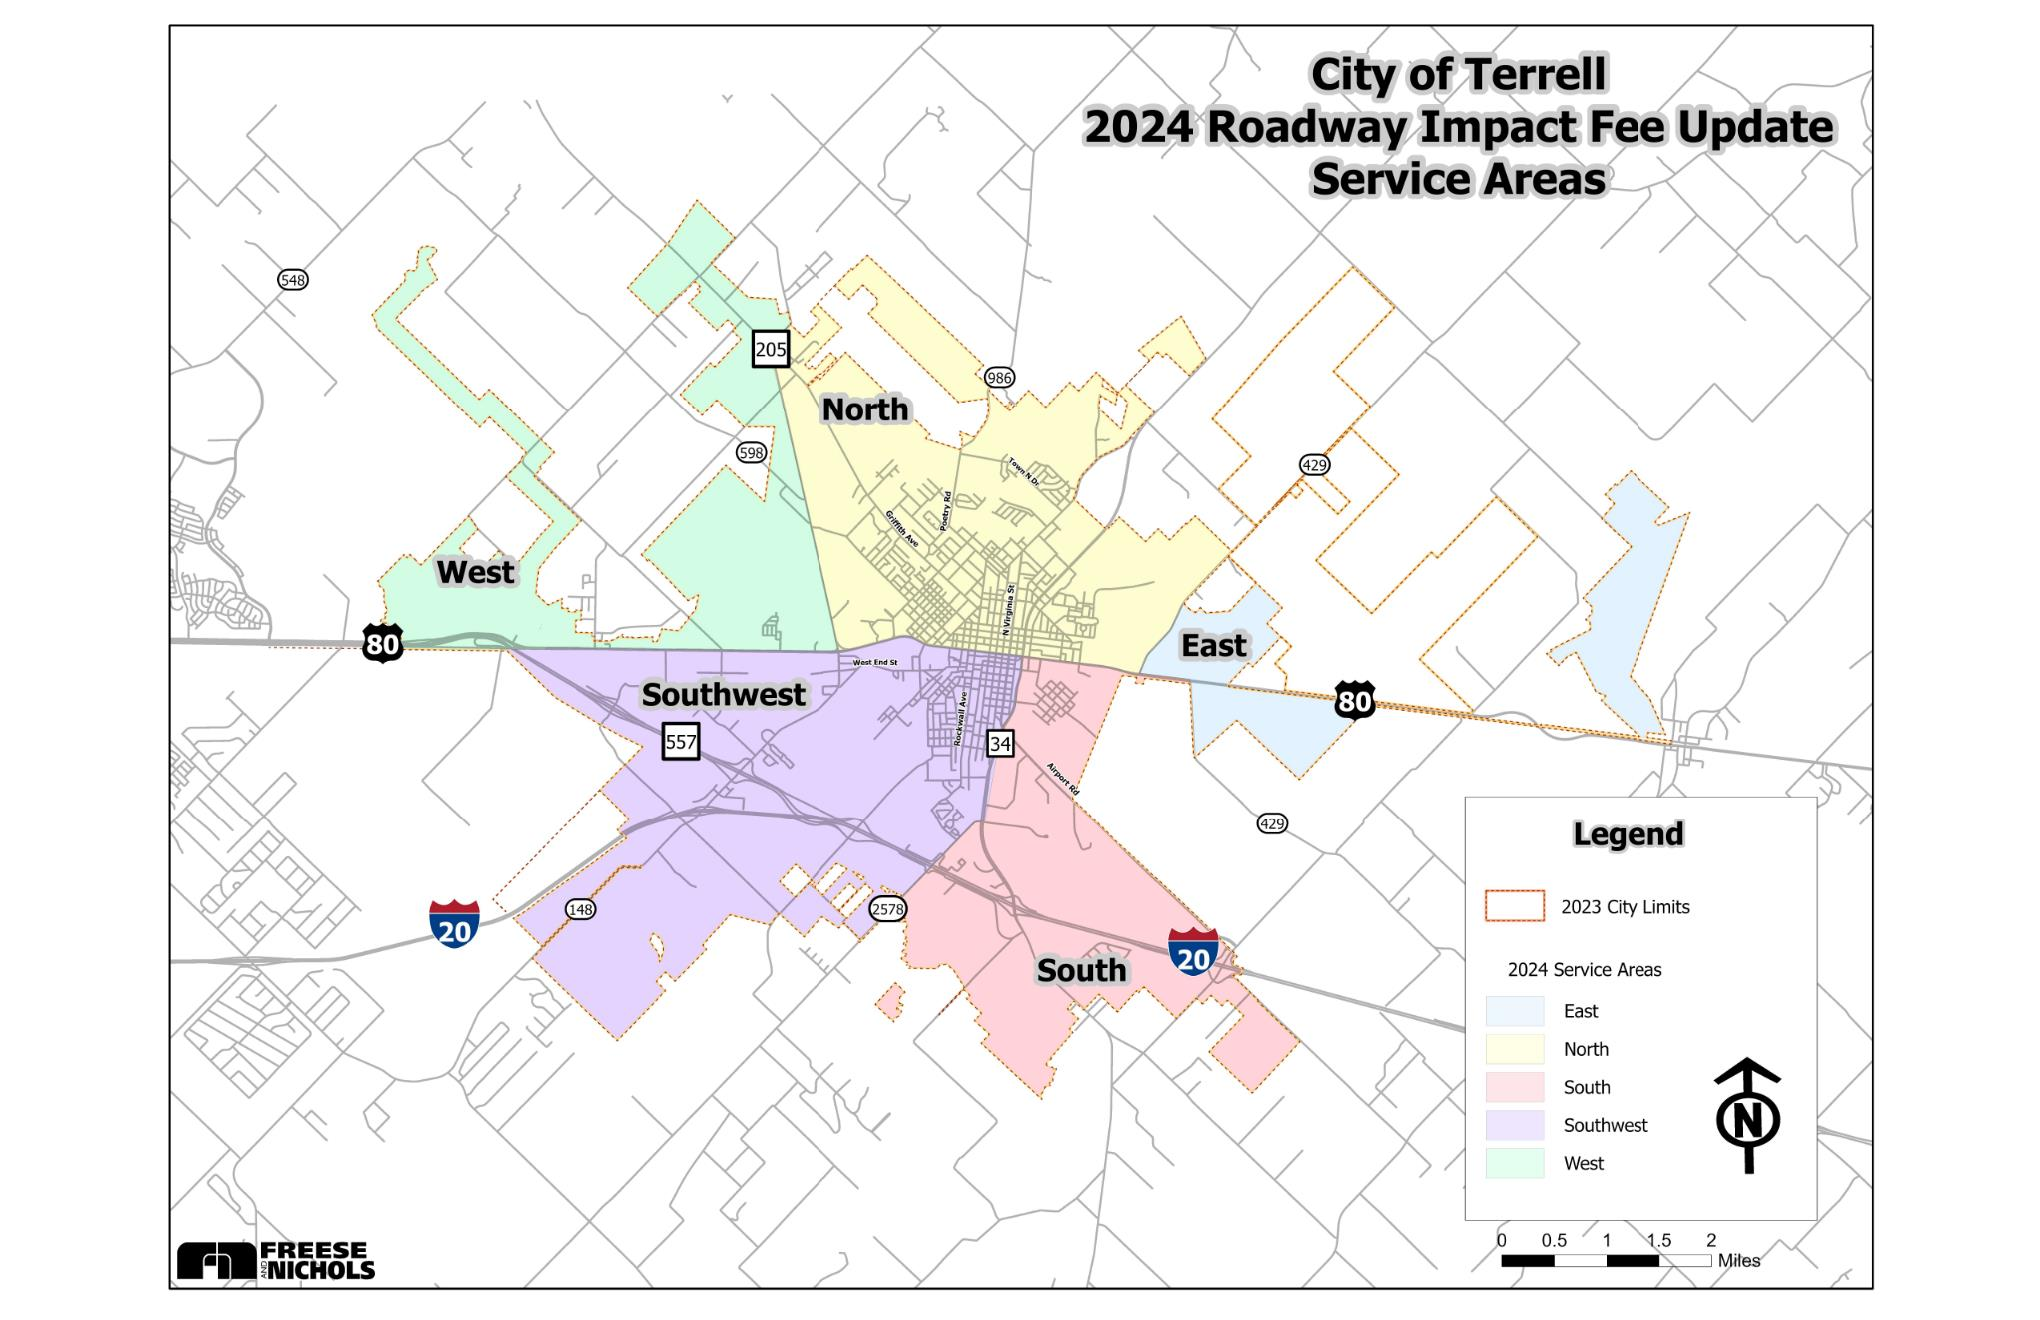 City of Terrell
2024 Roadway Impact Fee Update
Service Areas
548
205
986
North
598
429
Town N Dr
Poetry Rd
Griffith Ave
West
N Virginia St
80
East
West End St
Southwest
80
557
Rockwall Ave
34
Airport Rd
429
148
2578
20
20
South
Legend
2023 City Limits
2024 Service Areas
East
North
South
Southwest
West
N
0 0.5 1 1.5 2
Miles
FREESE
AND NICHOLS